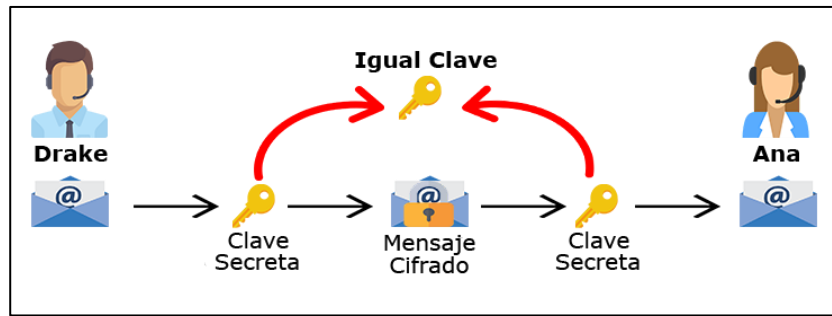 Igual Clave
Drake
Ana
@
@
@
@
Clave
Secreta
Mensaje
Cifrado
Clave
Secreta